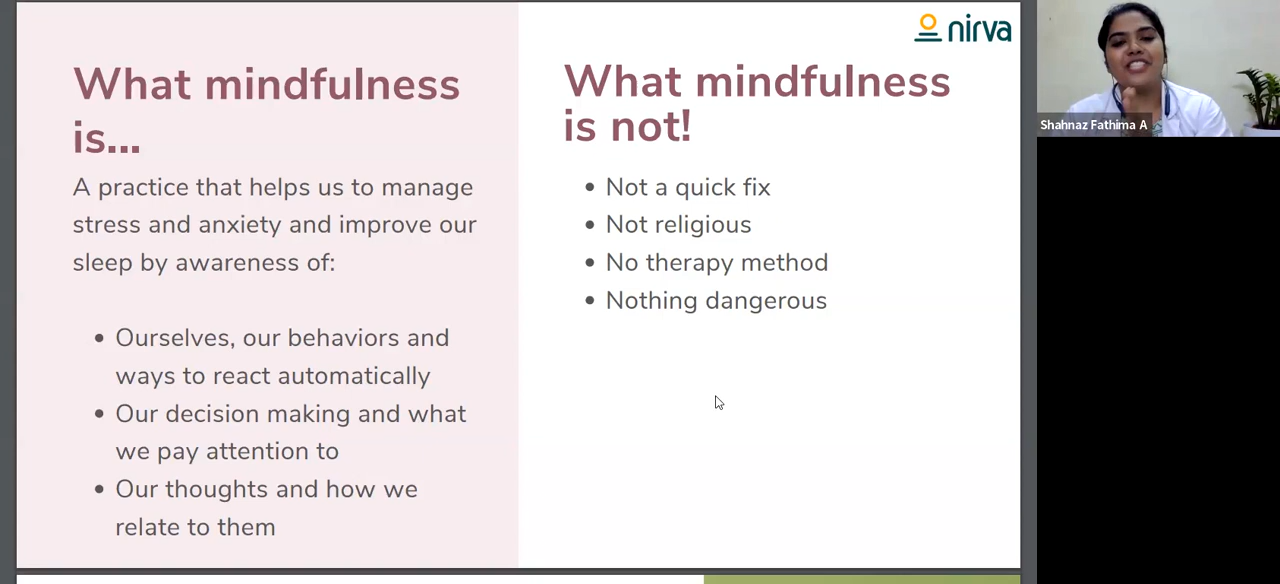 What mindfulness
is...
A practice that helps us to manage
stress and anxiety and improve our
sleep by awareness of:
Ourselves, our behaviors and
ways to react automatically
Our decision making and what
we pay attention to
Our thoughts and how we
relate to them
nirva
What mindfulness
is not!
Not a quick fix
Not religious
No therapy method
Nothing dangerous
Shahnaz Fathima A